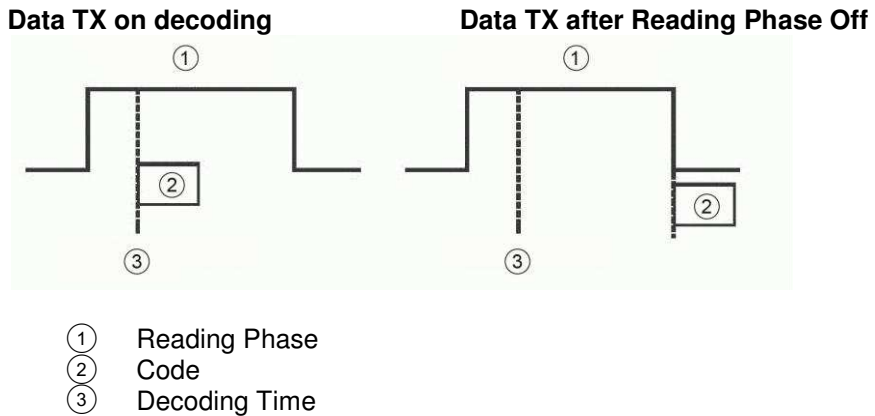 Data TX on decoding Data TX after Reading Phase Off
① ①
② ②
③ ③
① Reading Phase
② Code
③ Decoding Time